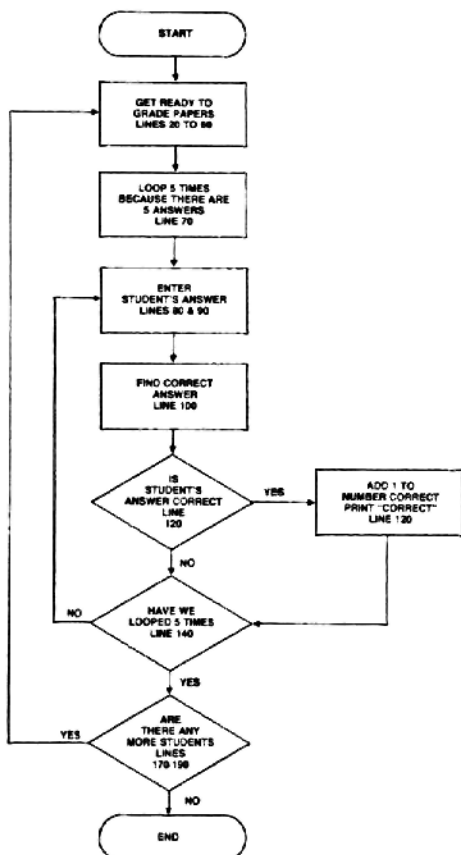 START
GET READY TO
GRADE PAPERS
LINES 20 TO 60
LOOP 5 TIMES
BECAUSE THERE ARE
5 ANSWERS
LINE 70
ENTER
STUDENT'S ANSWER
LINES 80 & 90
FIND CORRECT
ANSWER
LINE 100
IS
STUDENT'S
ANSWER CORRECT
LINE
120
YES
ADD 1 TO
NUMBER CORRECT
PRINT "CORRECT"
LINE 120
NO
HAVE WE
LOOPED 5 TIMES
LINE 140
NO
YES
ARE
THERE ANY
MORE STUDENTS
LINES
170-190
YES
NO
END